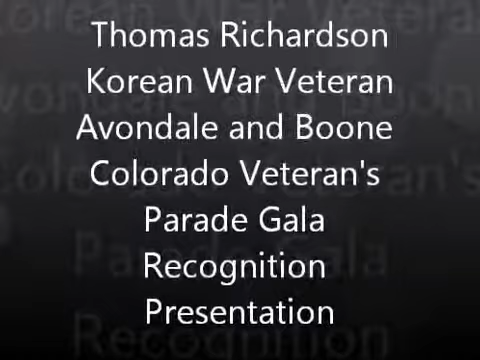 Thomas Richardson
Korean War Veteran
Avondale and Boone
Colorado Veteran's
Parade Gala
Recognition
Presentation